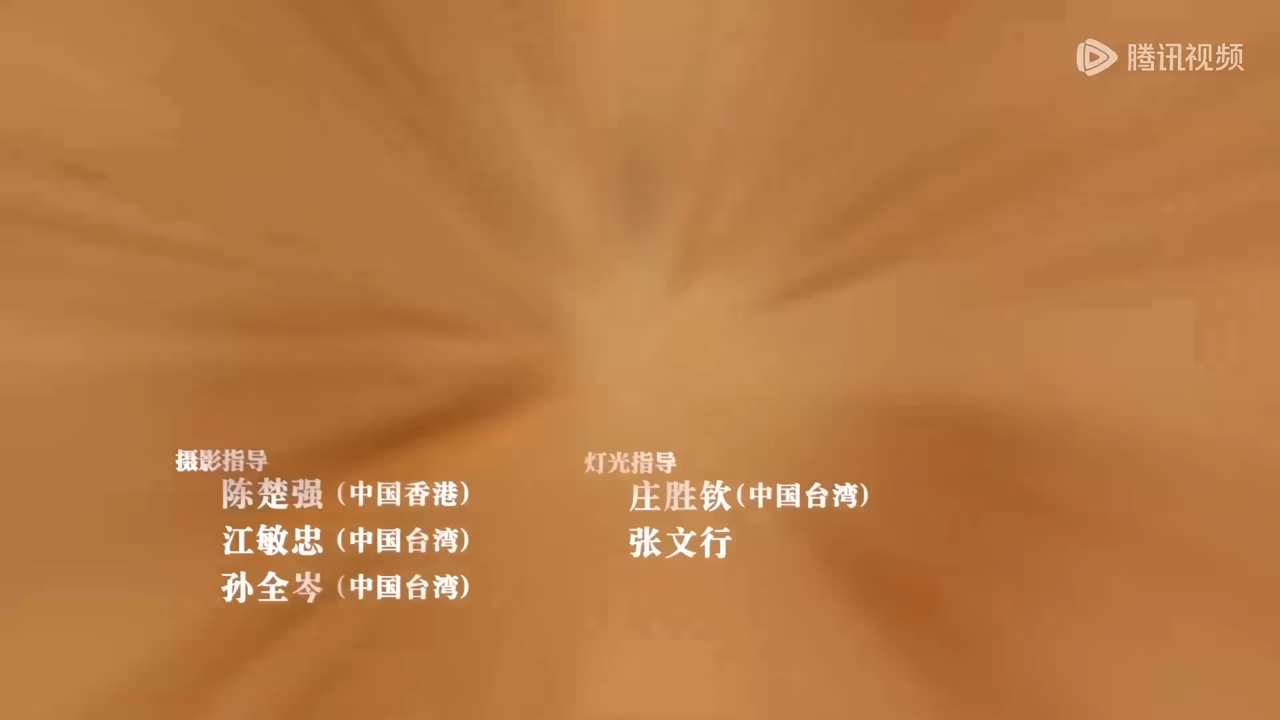 腾讯视频
摄影指导
陈楚强（中国香港）
江敏忠（中国台湾）
孙全岑（中国台湾）
灯光指导
庄胜钦（中国台湾）
张文行